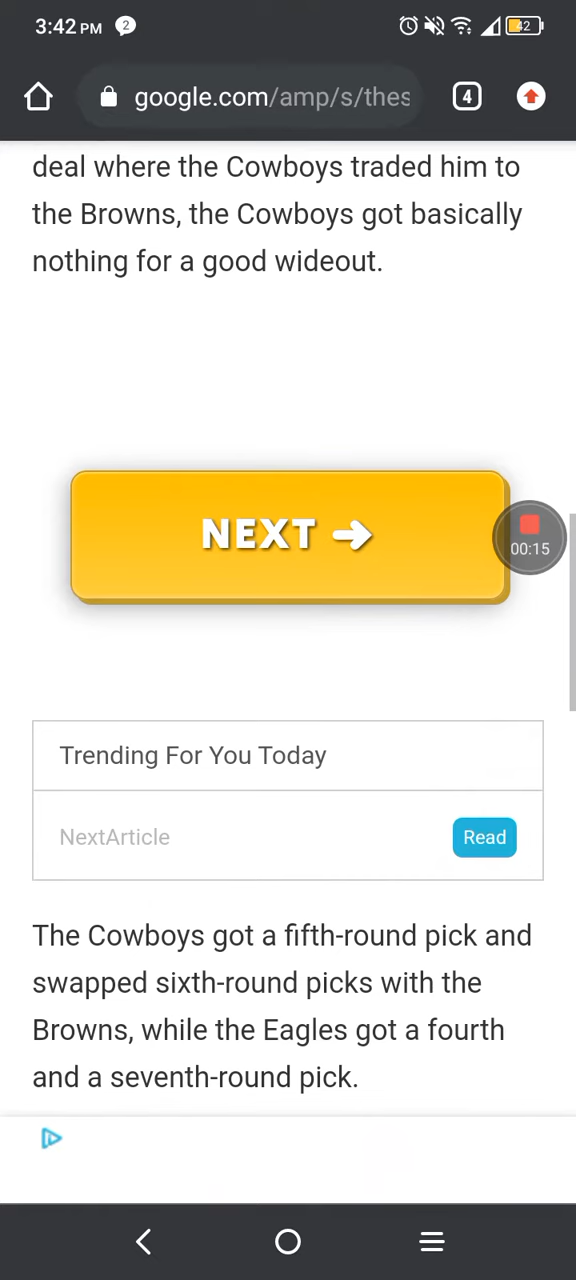 3:42 PM 2 42
google.com/amp/s/thes 4
deal where the Cowboys traded him to
the Browns, the Cowboys got basically
nothing for a good wideout.
NEXT ➔
00:15
Trending For You Today
NextArticle Read
The Cowboys got a fifth-round pick and
swapped sixth-round picks with the
Browns, while the Eagles got a fourth
and a seventh-round pick.